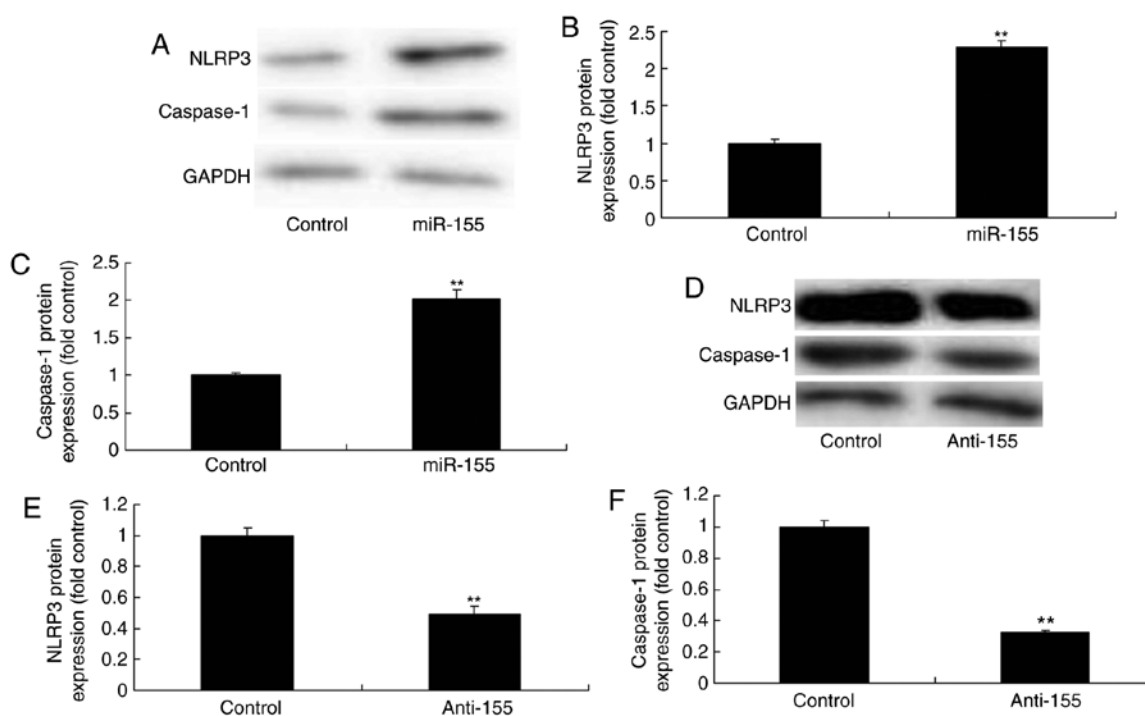 A
NLRP3
Caspase-1
GAPDH
Control miR-155
B
NLRP3 protein
expression (fold control)
2.5
2
1.5
1
0.5
0
**
Control miR-155
C
Caspase-1 protein
expression (fold control)
2.5
2
1.5
1
0.5
0
**
Control miR-155
D
NLRP3
Caspase-1
GAPDH
Control Anti-155
E
NLRP3 protein
expression (fold control)
1.2
1
0.8
0.6
0.4
0.2
0
**
Control Anti-155
F
Caspase-1 protein
expression (fold control)
1.2
1
0.8
0.6
0.4
0.2
0
**
Control Anti-155